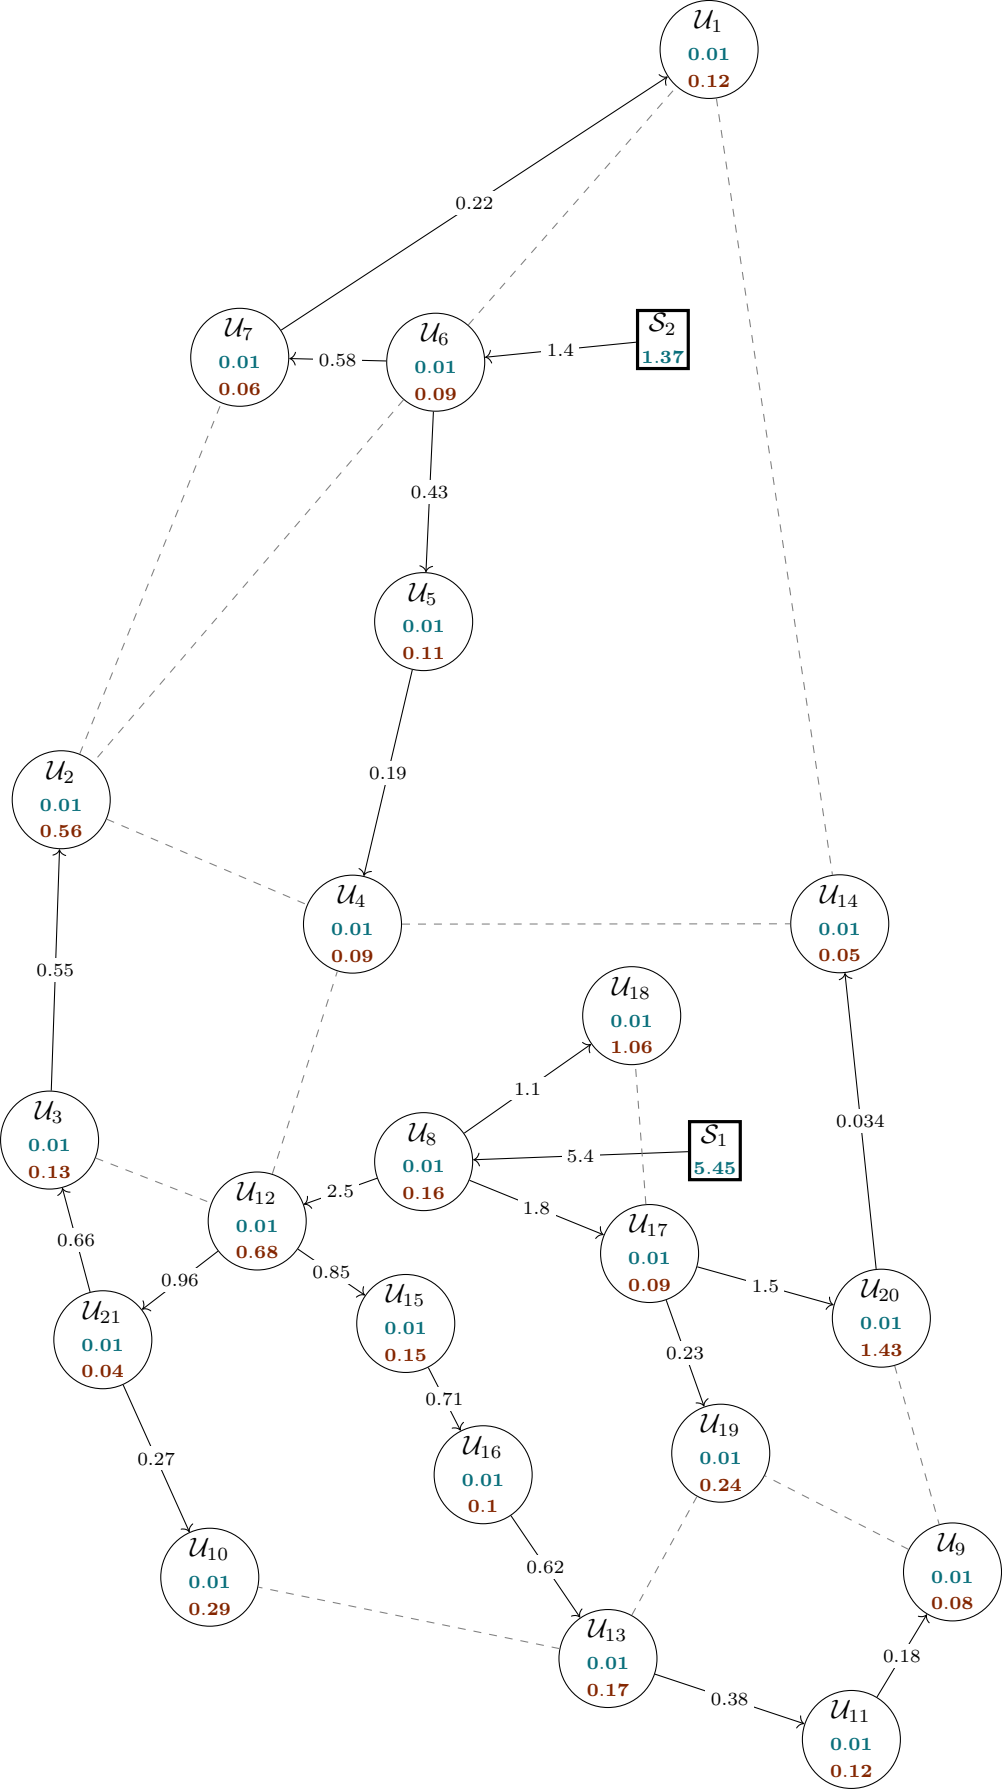 𝒰₁
0.01
0.12
0.22
𝒰₇
0.01
0.06
0.58
𝒰₆
0.01
0.09
1.4
𝒮₂
1.37
0.43
𝒰₅
0.01
0.11
0.19
𝒰₂
0.01
0.56
𝒰₄
0.01
0.09
𝒰₁₄
0.01
0.05
0.55
𝒰₁₈
0.01
1.06
1.1
0.034
𝒰₃
0.01
0.13
𝒰₈
0.01
0.16
5.4
𝒮₁
5.45
𝒰₁₂
0.01
0.68
2.5
1.8
𝒰₁₇
0.01
0.09
0.66
0.96
0.85
1.5
𝒰₂₁
0.01
0.04
𝒰₁₅
0.01
0.15
𝒰₂₀
0.01
1.43
0.23
0.71
0.27
𝒰₁₆
0.01
0.1
𝒰₁₉
0.01
0.24
𝒰₁₀
0.01
0.29
0.62
𝒰₉
0.01
0.08
𝒰₁₃
0.01
0.17
0.18
0.38
𝒰₁₁
0.01
0.12